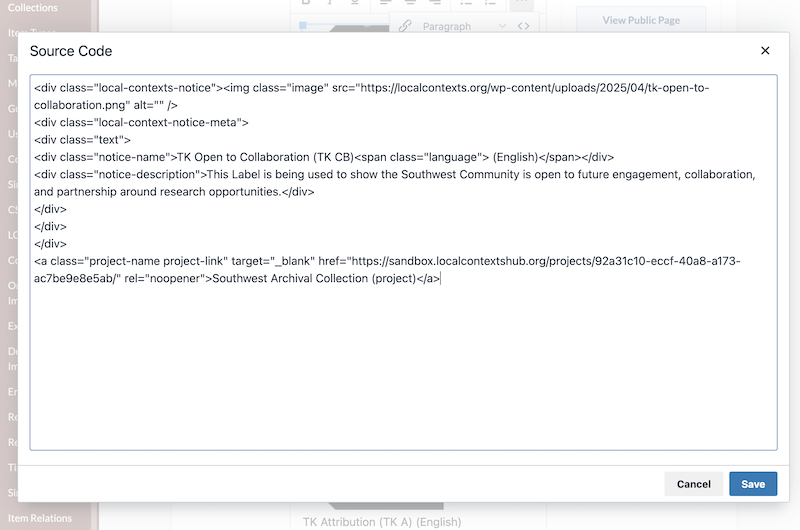 Collections
View Public Page
Paragraph
Source Code
<div class="local-contexts-notice"><img class="image" src="https://localcontexts.org/wp-content/uploads/2025/04/tk-open-to-
collaboration.png" alt="" />
<div class="local-context-notice-meta">
<div class="text">
<div class="notice-name">TK Open to Collaboration (TK CB)<span class="language"> (English)</span></div>
<div class="notice-description">This Label is being used to show the Southwest Community is open to future engagement, collaboration,
and partnership around research opportunities.</div>
</div>
</div>
</div>
<a class="project-name project-link" target="_blank" href="https://sandbox.localcontextshub.org/projects/92a31c10-eccf-40a8-a173-
ac7be9e8e5ab/" rel="noopener">Southwest Archival Collection (project)</a>
Cancel
Save
Item Relations
TK Attribution (TK A) (English)